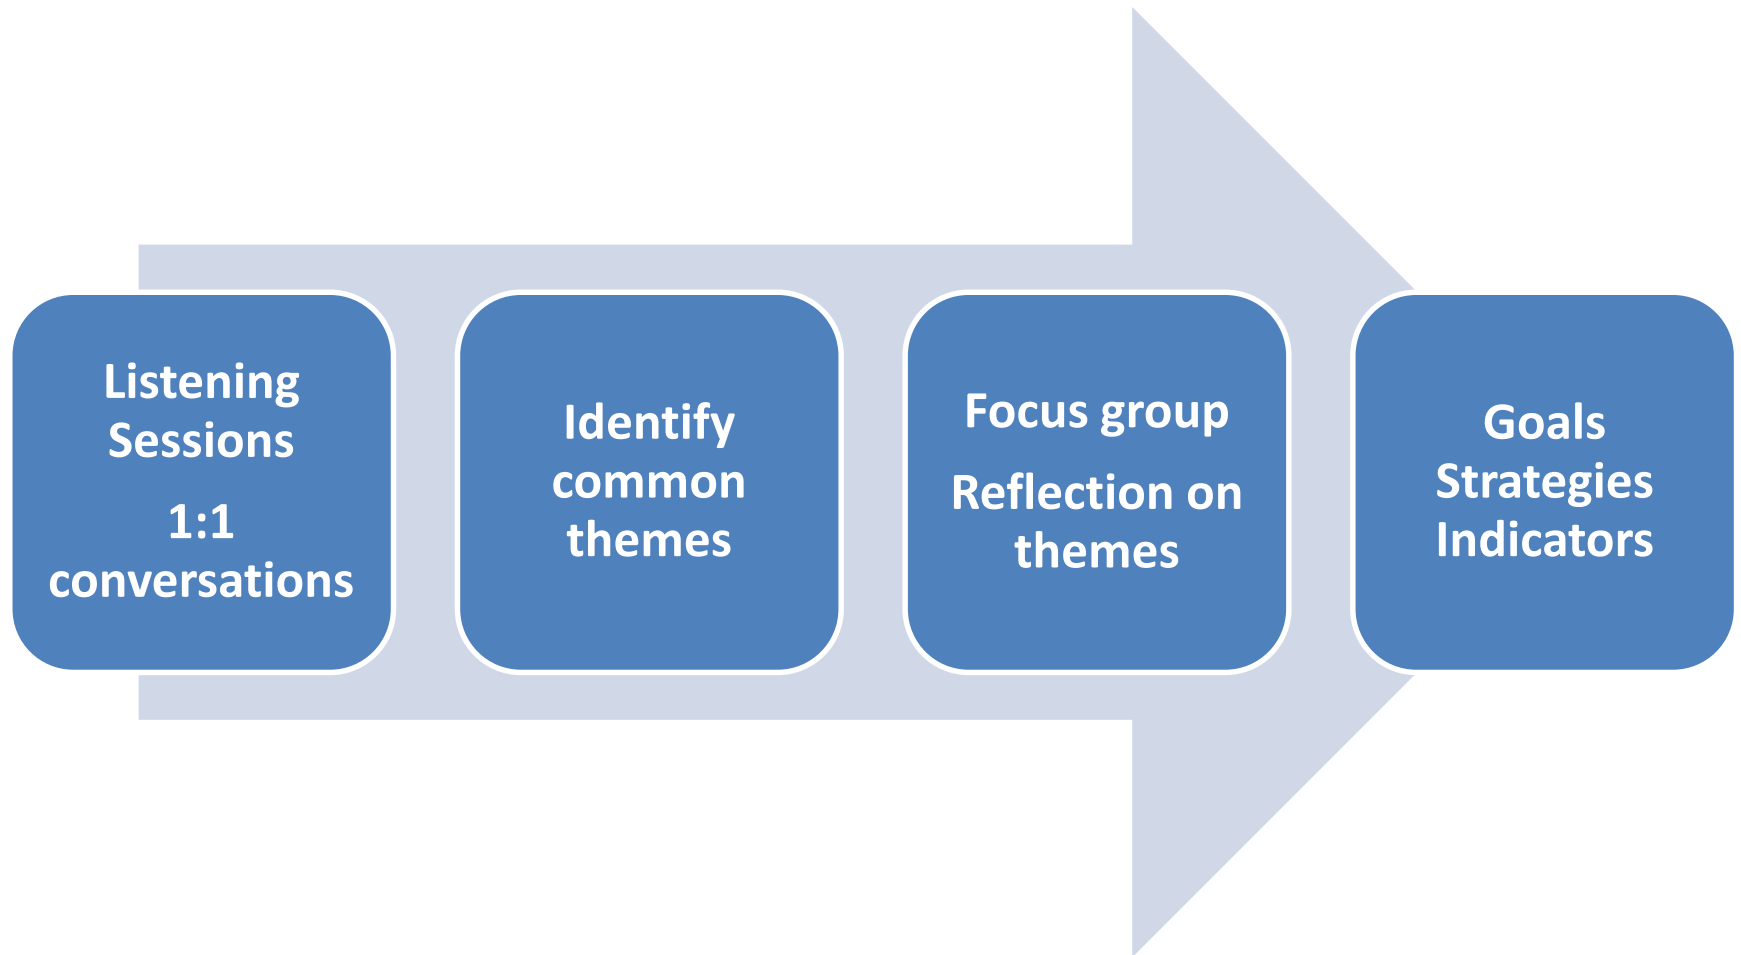 Listening
Sessions
1:1
conversations
Identify
common
themes
Focus group
Reflection on
themes
Goals
Strategies
Indicators